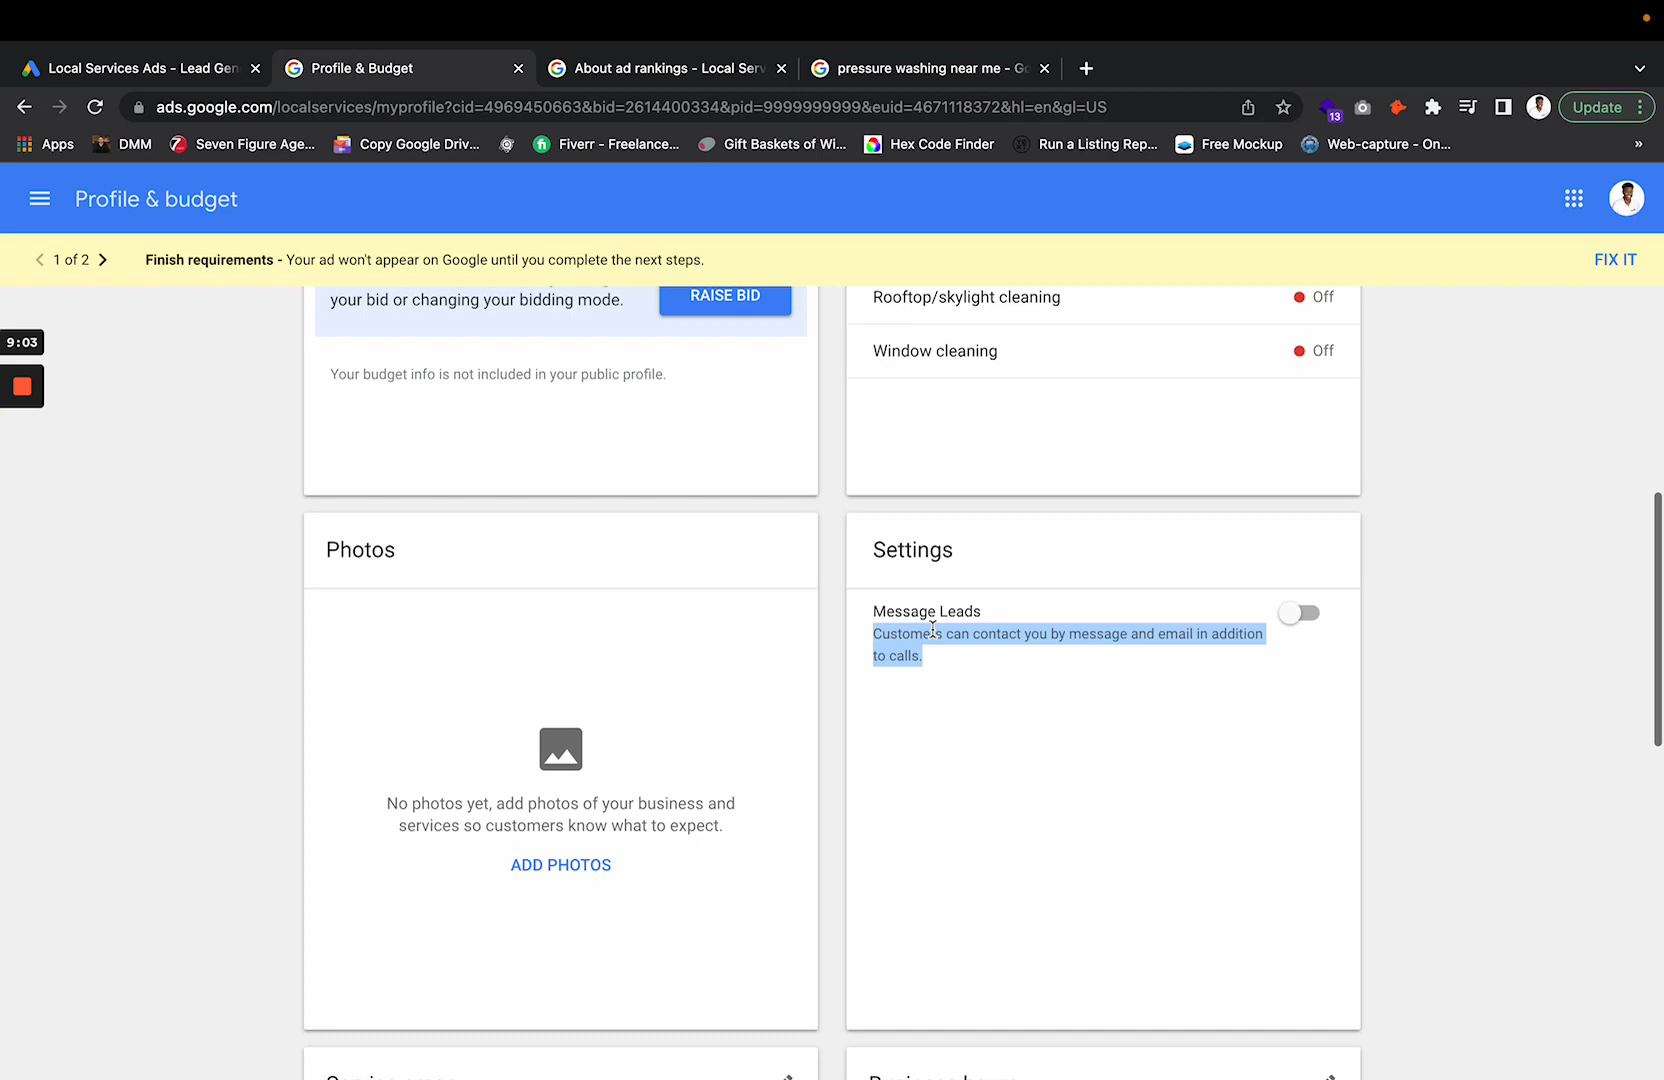 Local Services Ads - Lead Gen
Profile & Budget
About ad rankings - Local Serv
pressure washing near me - Go
ads.google.com/localservices/myprofile?cid=4969450663&bid=2614400334&pid=9999999999&euid=4671118372&hl=en&gl=US
13
Update
Apps
DMM
Seven Figure Age...
Copy Google Driv...
Fiverr - Freelance...
Gift Baskets of Wi...
Hex Code Finder
Run a Listing Rep...
Free Mockup
Web-capture - On...
»
Profile & budget
1 of 2
Finish requirements - Your ad won't appear on Google until you complete the next steps.
FIX IT
9:03
your bid or changing your bidding mode.
RAISE BID
Your budget info is not included in your public profile.
Rooftop/skylight cleaning
Off
Window cleaning
Off
Photos
No photos yet, add photos of your business and
services so customers know what to expect.
ADD PHOTOS
Settings
Message Leads
Customers can contact you by message and email in addition
to calls.